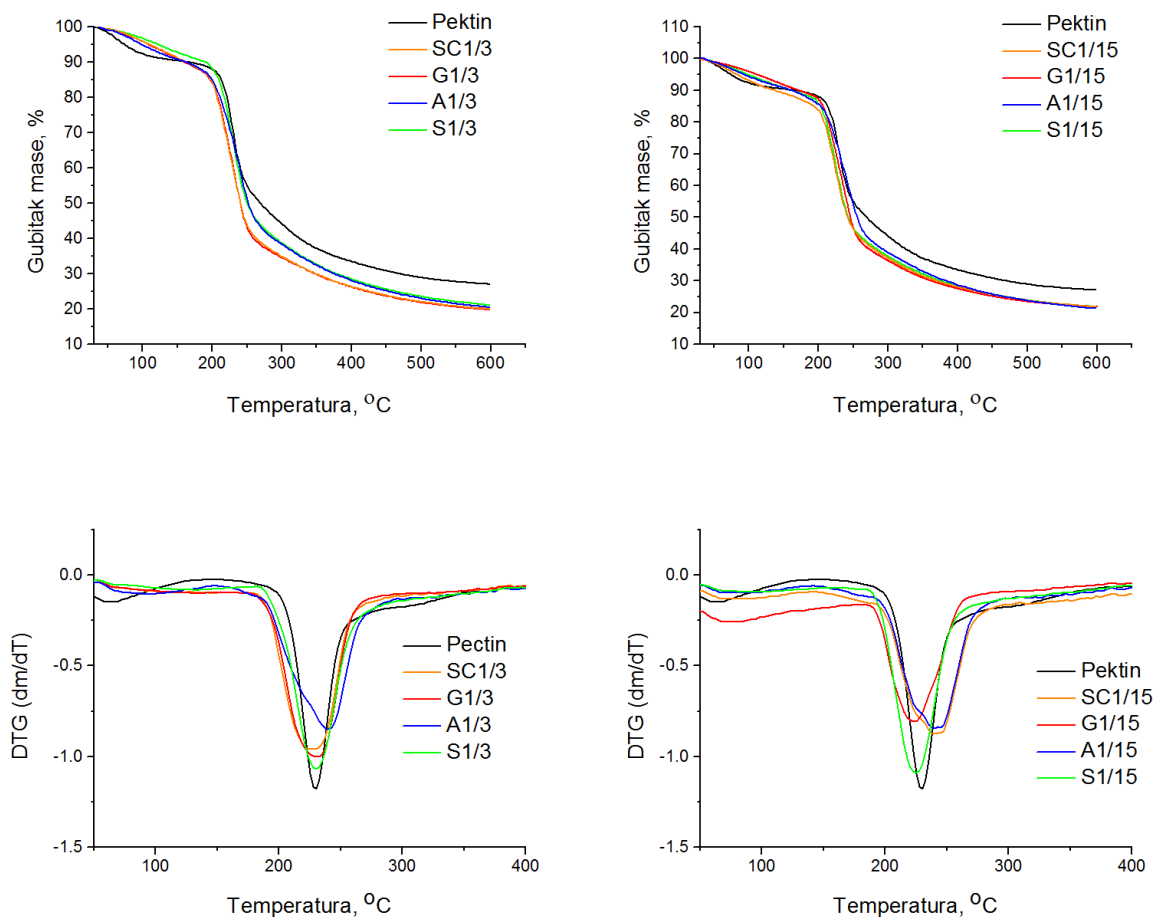 100
90
80
70
60
50
40
30
20
10
Gubitak mase, %
100
200
300
400
500
600
Temperatura, °C
Pektin
SC1/3
G1/3
A1/3
S1/3
110
100
90
80
70
60
50
40
30
20
10
Gubitak mase, %
100
200
300
400
500
600
Temperatura, °C
Pektin
SC1/15
G1/15
A1/15
S1/15
0.0
-0.5
-1.0
-1.5
DTG (dm/dT)
100
200
300
400
Temperatura, °C
Pectin
SC1/3
G1/3
A1/3
S1/3
0.0
-0.5
-1.0
-1.5
DTG (dm/dT)
100
200
300
400
Temperatura, °C
Pektin
SC1/15
G1/15
A1/15
S1/15